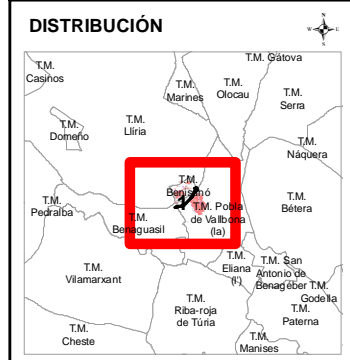 DISTRIBUCIÓN
T.M.
Casinos
T.M. Gátova
T.M.
Marines
T.M.
Olocau
T.M.
Serra
T.M.
Domeño
T.M.
Llíria
T.M.
Náquera
T.M.
Pedralba
T.M.
Benisanó
1
T.M. Pobla
de Vallbona
(la)
T.M.
Bétera
T.M.
Benaguasil
T.M.
Vilamarxant
T.M.
Eliana
(l')
T.M. San
Antonio de
Benagéber
T.M.
Godella
T.M.
Riba-roja
de Túria
T.M.
Paterna
T.M.
Cheste
T.M.
Manises